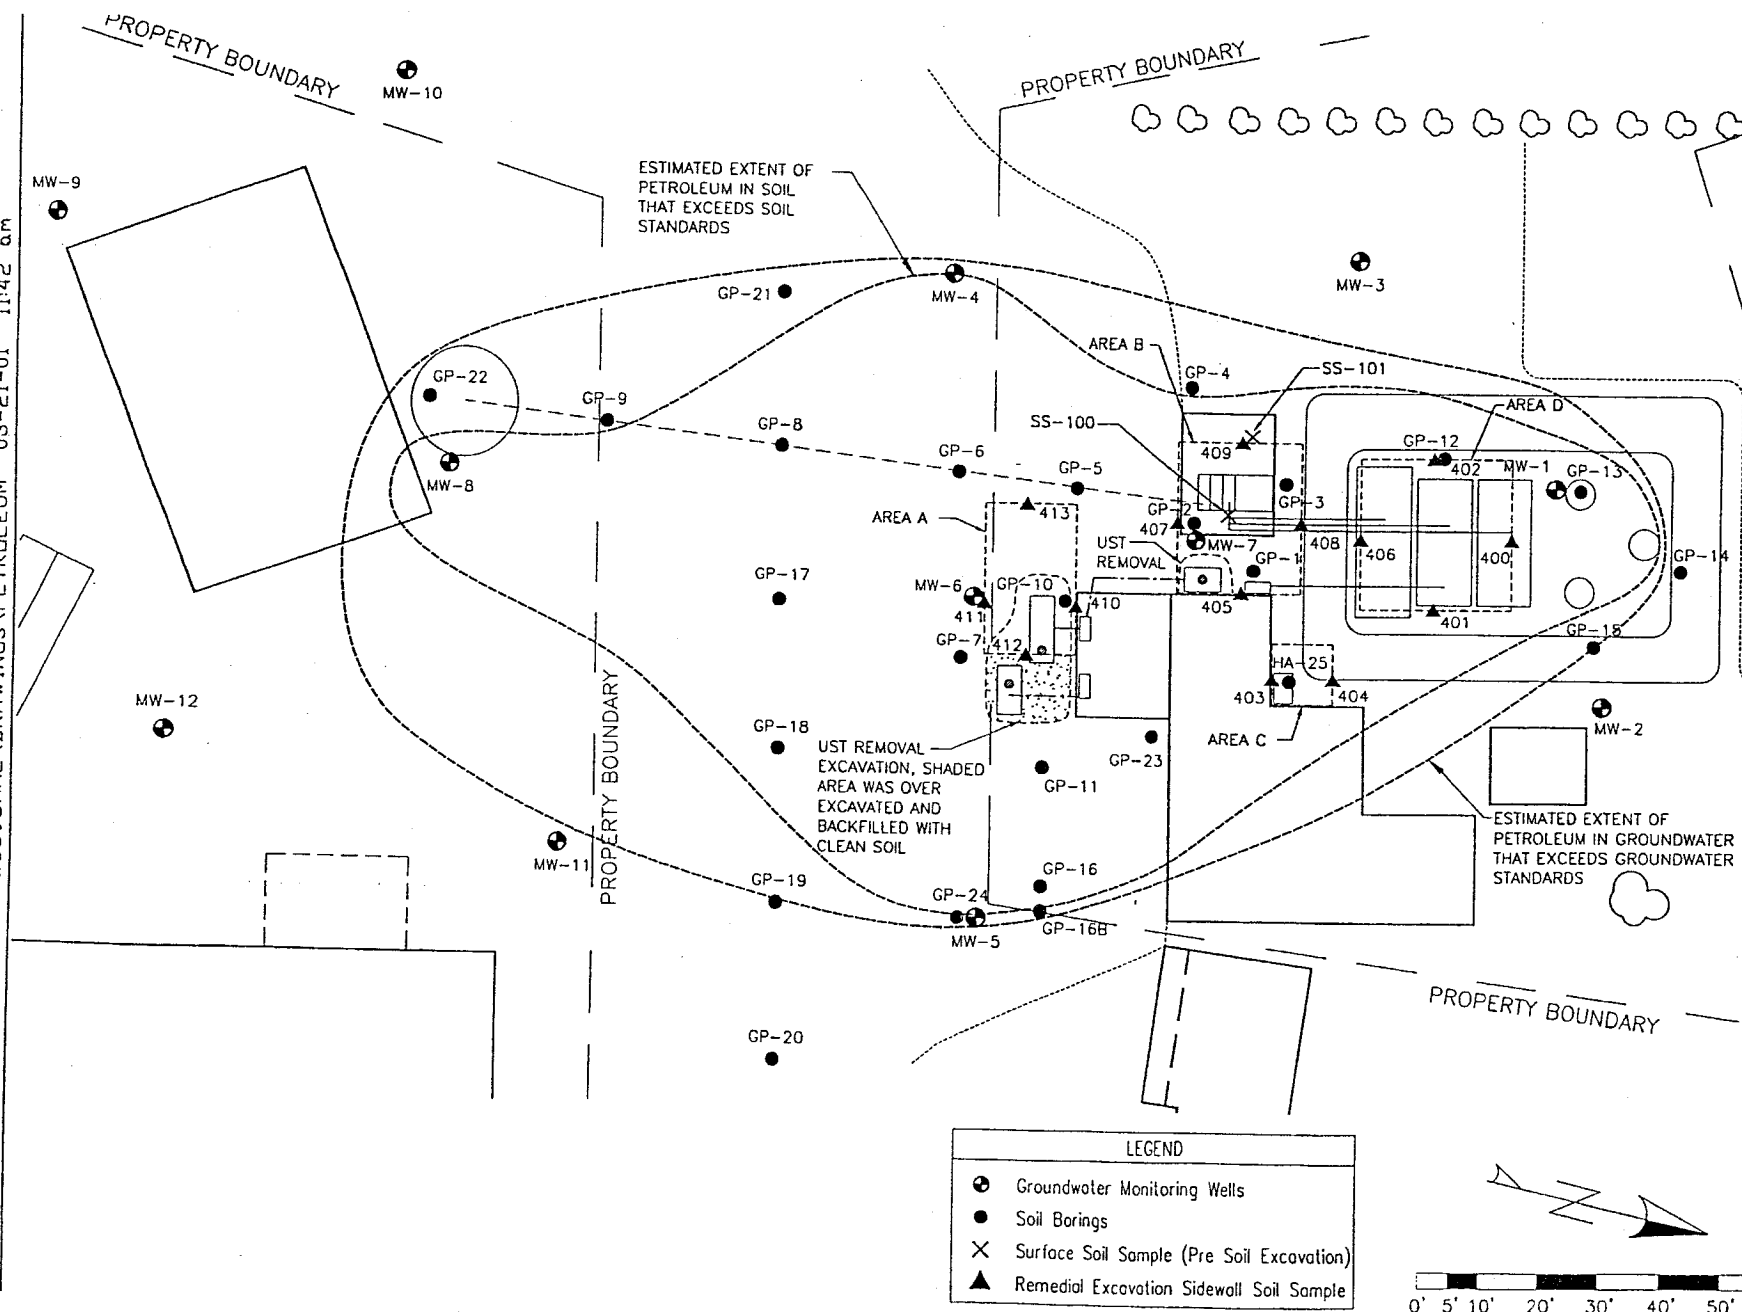 PROPERTY BOUNDARY
MW-10
PROPERTY BOUNDARY
MW-9
ESTIMATED EXTENT OF
PETROLEUM IN SOIL
THAT EXCEEDS SOIL
STANDARDS
MW-3
GP-21
MW-4
AREA B
GP-4
SS-101
GP-22
GP-9
AREA D
GP-8
SS-100
GP-6
GP-5
409
GP-12
402
MW-1
GP-13
MW-8
GP-3
AREA A
413
GP-2
407
408
406
400
UST
REMOVAL
MW-7
GP-1
GP-14
GP-17
MW-6
GP-10
411
410
405
401
GP-7
412
GP-15
HA-25
403
404
MW-12
PROPERTY BOUNDARY
GP-18
UST REMOVAL
EXCAVATION, SHADED
AREA WAS OVER
EXCAVATED AND
BACKFILLED WITH
CLEAN SOIL
GP-23
AREA C
MW-2
GP-11
MW-11
ESTIMATED EXTENT OF
PETROLEUM IN GROUNDWATER
THAT EXCEEDS GROUNDWATER
STANDARDS
GP-19
GP-24
GP-16
MW-5
GP-16B
PROPERTY BOUNDARY
GP-20
LEGEND
Groundwater Monitoring Wells
Soil Borings
Surface Soil Sample (Pre Soil Excavation)
Remedial Excavation Sidewall Soil Sample
N
0' 5' 10' 20' 30' 40' 50'
03-21-01 11:42 am